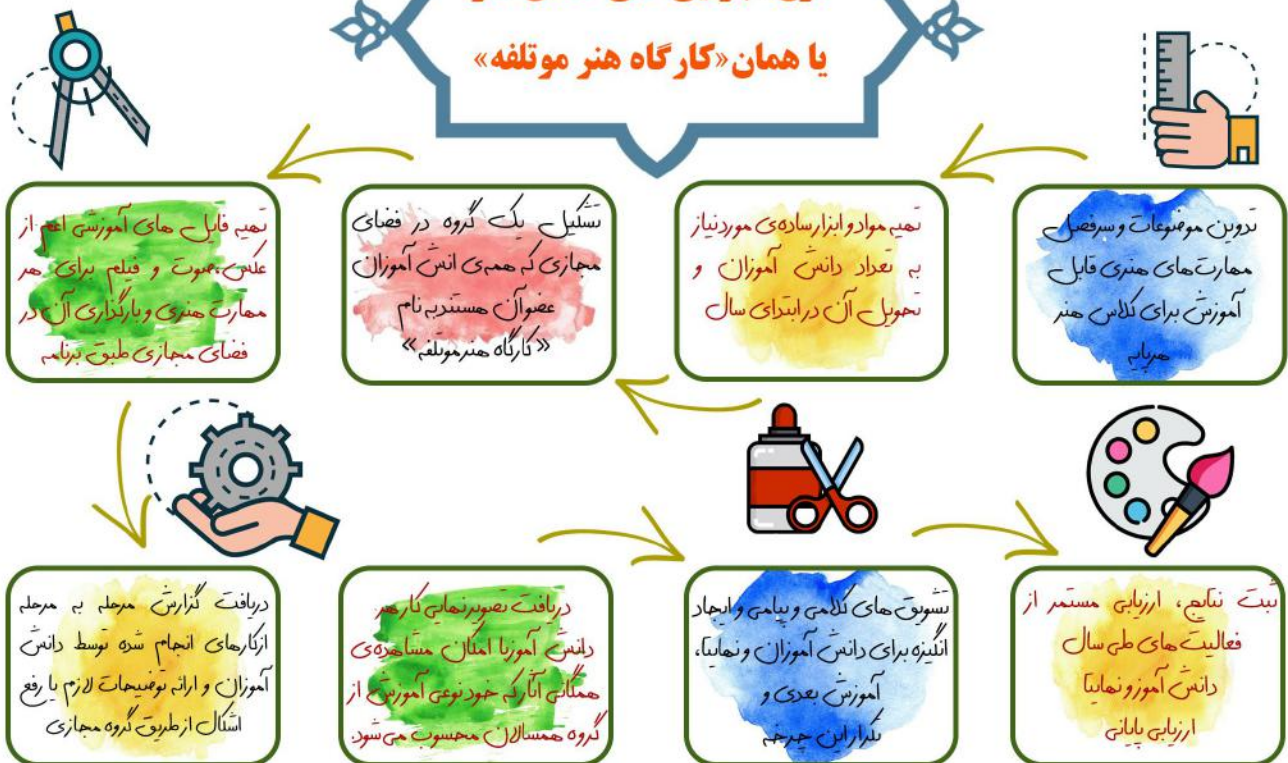 یا همان«کارگاه هنر موتلفه»
تدوین موضوعات و سرفصل
مهارت‌های هنری قابل
آموزش برای کلاس هنر
هرپایه
تهیه مواد و ابزار ساده‌ی موردنیاز
به تعداد دانش آموزان و
تحویل آن در ابتدای سال
تشکیل یک گروه در فضای
مجازی که همه‌ی انش آموزان
عضو آن هستند به نام
«کارگاه هنر موتلفه»
تهیه فایل های آموزشی اعم از
عکس،صوت و فیلم برای هر
مهارت هنری و بارگذاری آن در
فضای مجازی طبق برنامه
دریافت گزارش مرحله به مرحله
ازکارهای انجام شده توسط دانش
آموزان و ارائه توضیحات لازم یا رفع
اشکال از طریق گروه مجازی
دریافت تصویر نهایی کار هر
دانش آموز با امکان مشاهده‌ی
همگانی آثار که خود نوعی آموزش از
گروه همسالان محسوب می‌شود.
تشویق های کلامی و پیامی و ایجاد
انگیزه برای دانش آموزان و نهایتا،
آموزش بعدی و
تکرار این چرخه
ثبت نتایج، ارزیابی مستمر از
فعالیت های طی سال
دانش آموز و نهایتا
ارزیابی پایانی